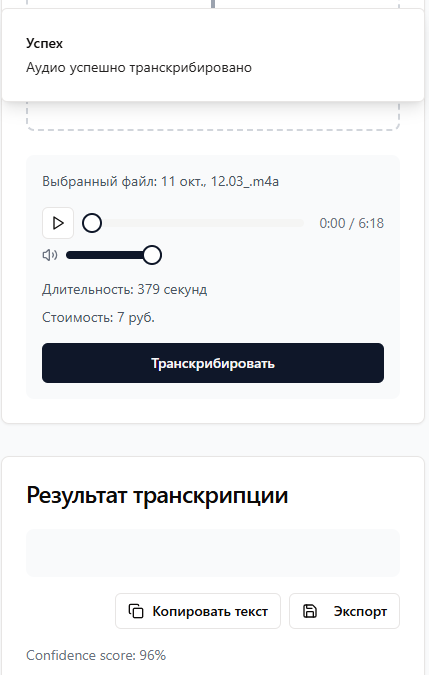 Успех
Аудио успешно транскрибировано
Выбранный файл: 11 окт., 12.03_.m4a
0:00 / 6:18
Длительность: 379 секунд
Стоимость: 7 руб.
Транскрибировать
Результат транскрипции
Копировать текст
Экспорт
Confidence score: 96%